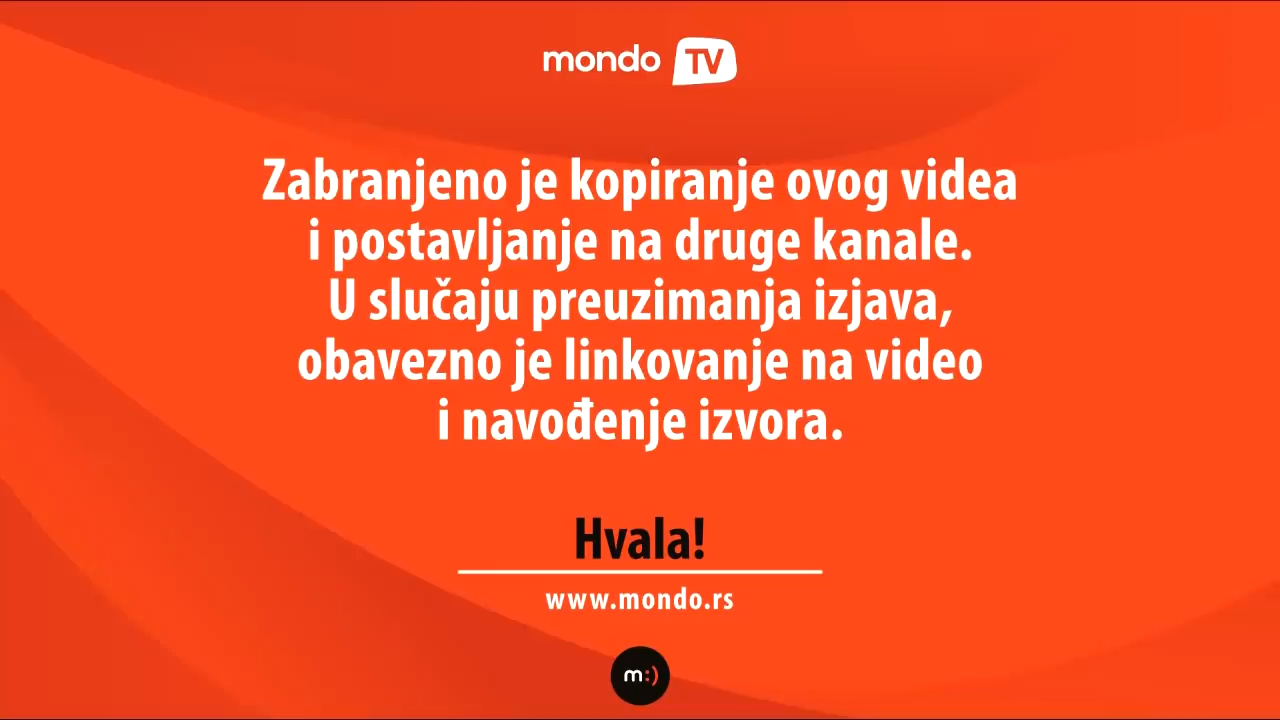 mondo TV
Zabranjeno je kopiranje ovog videa
i postavljanje na druge kanale.
U slučaju preuzimanja izjava,
obavezno je linkovanje na video
i navođenje izvora.
Hvala!
www.mondo.rs
m:)